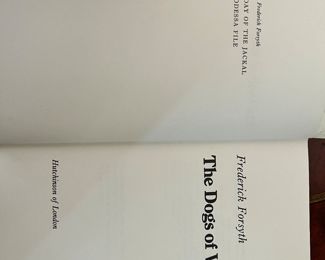 Frederick Forsyth
DAY OF THE JACKAL
ODESSA FILE
Frederick Forsyth
The Dogs of
Hutchinson of London